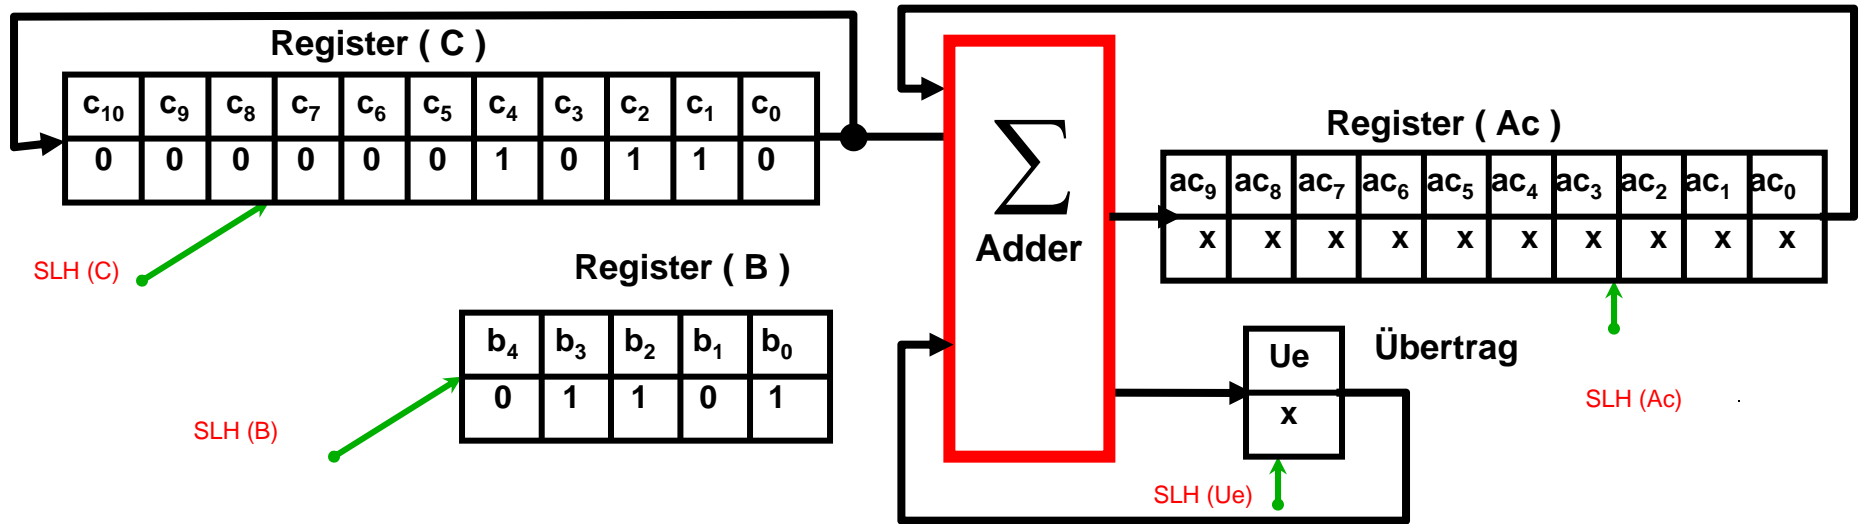 Register ( C )
c10 c9 c8 c7 c6 c5 c4 c3 c2 c1 c0
0 0 0 0 0 0 1 0 1 1 0
SLH (C)
Register ( B )
b4 b3 b2 b1 b0
0 1 1 0 1
SLH (B)
∑
Adder
Register ( Ac )
ac9 ac8 ac7 ac6 ac5 ac4 ac3 ac2 ac1 ac0
x x x x x x x x x x
Ue
x
Übertrag
SLH (Ac)
.
SLH (Ue)